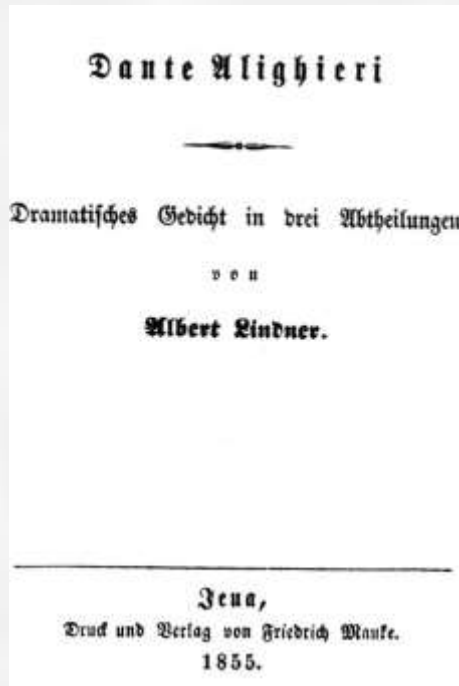 Dante Alighieri
Dramatisches Gedicht in drei Abtheilungen
von
Albert Lindner.
Jena,
Druck und Verlag von Friedrich Mauke.
1855.